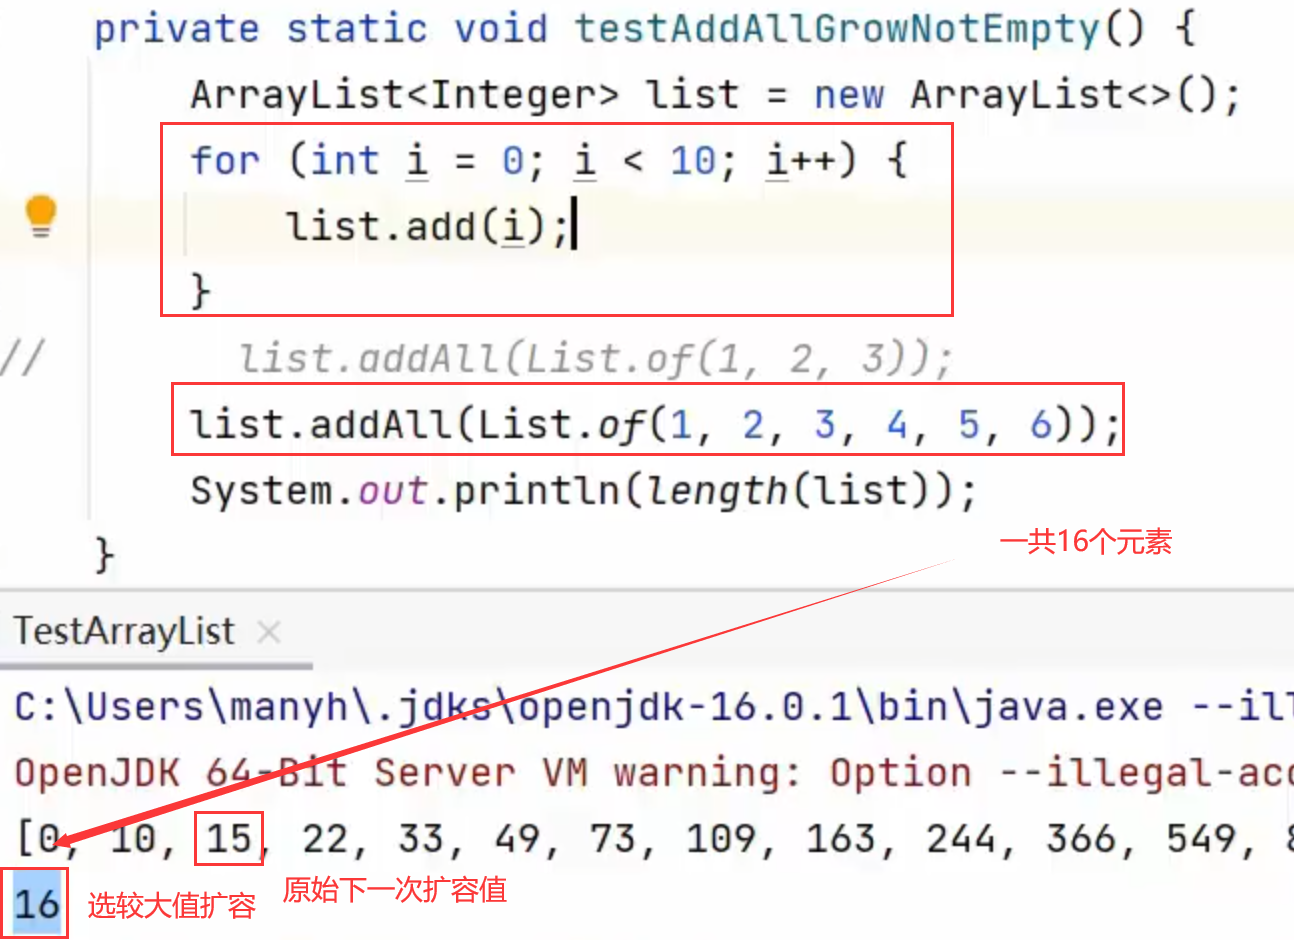 private static void testAddAllGrowNotEmpty() {
ArrayList<Integer> list = new ArrayList<>();
for (int i = 0; i < 10; i++) {
list.add(i);
}
// list.addAll(List.of(1, 2, 3));
list.addAll(List.of(1, 2, 3, 4, 5, 6));
System.out.println(length(list));
}
一共16个元素
TestArrayList ×
C:\Users\manyh\.jdks\openjdk-16.0.1\bin\java.exe --ill
OpenJDK 64-Bit Server VM warning: Option --illegal-acc
[0, 10, 15, 22, 33, 49, 73, 109, 163, 244, 366, 549,
16 选较大值扩容 原始下一次扩容值